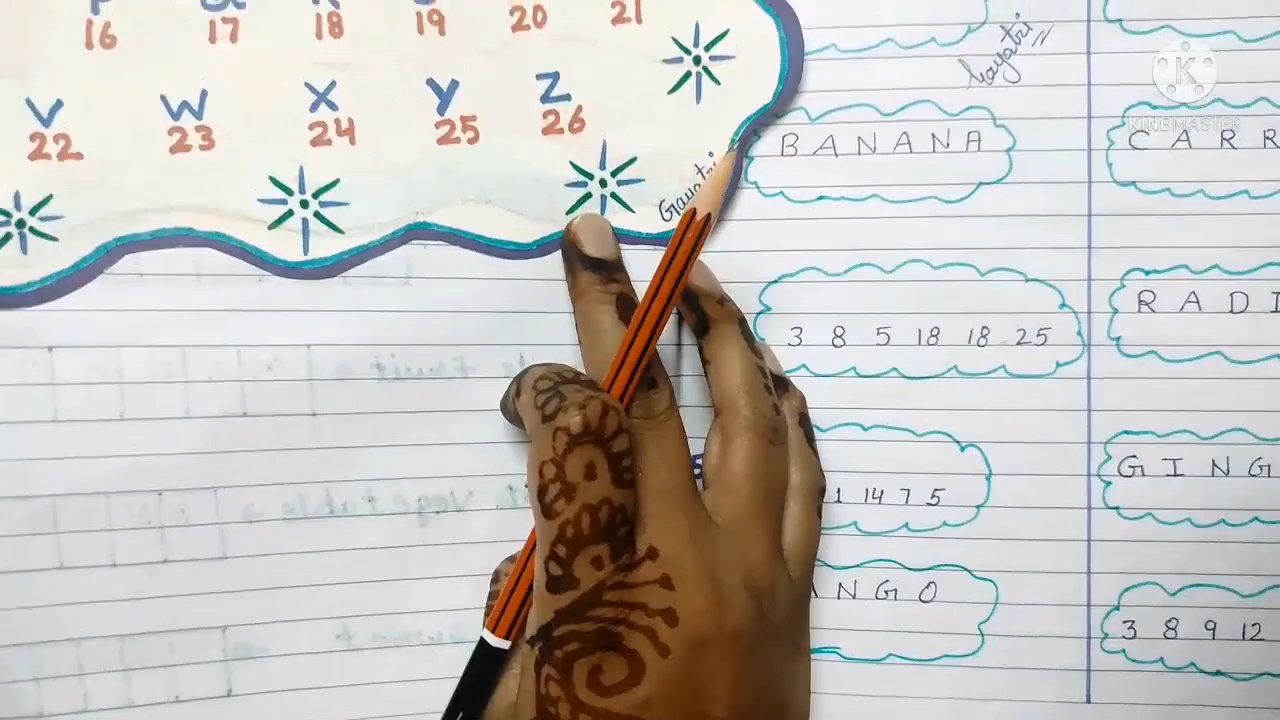 16 17 18 19 20 21
V W X Y Z
22 23 24 25 26
Gayatri
Gayatri
KINEMASTER
BANANA
CARR
3 8 5 18 18 25
RADI
1 14 7 5
GING
NGO
3 8 9 12